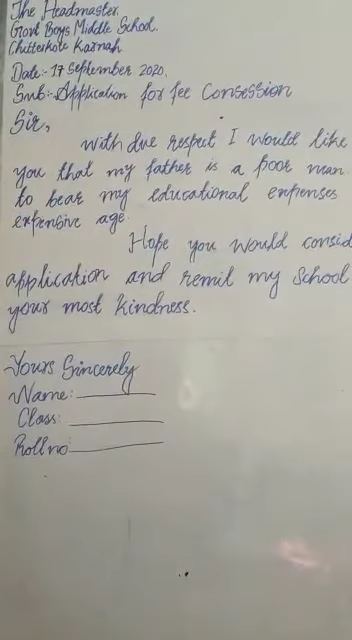 The Headmaster.
Govt Boys Middle School.
Chitterkote Karnah
Date:- 17 September 2020.
Sub:- Application for fee Consession
Sir,
with due respect I would like
you that my father is a poor man
to bear my educational expenses
expensive age.
Hope you would consid
application and remit my School
your most kindness.
Yours Sincerely
Name:
Class:
Roll no: